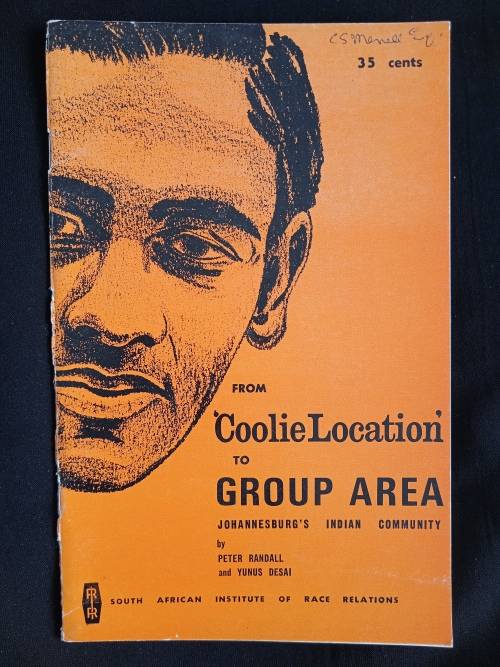 35 cents
FROM
'Coolie Location'
TO
GROUP AREA
JOHANNESBURG'S INDIAN COMMUNITY
by
PETER RANDALL
and YUNUS DESAI
SOUTH AFRICAN INSTITUTE OF RACE RELATIONS